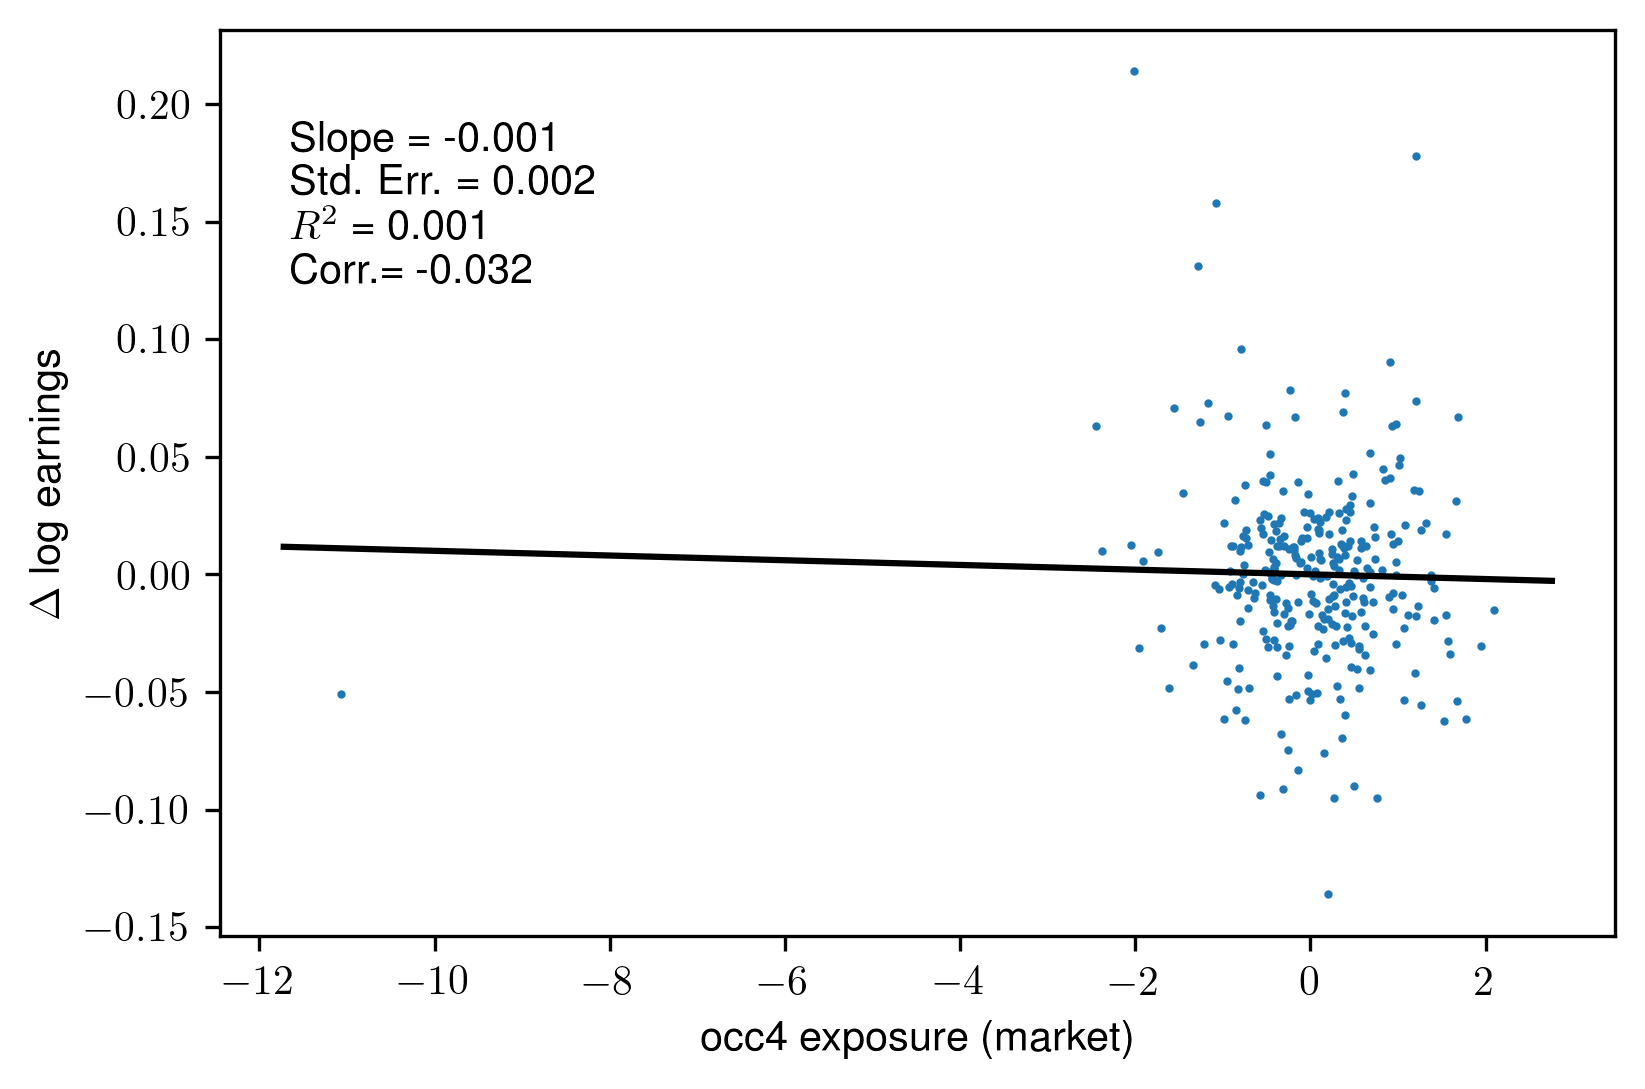 0.20
0.15
0.10
0.05
0.00
−0.05
−0.10
−0.15
Δ log earnings
Slope = -0.001
Std. Err. = 0.002
R² = 0.001
Corr.= -0.032
−12 −10 −8 −6 −4 −2 0 2
occ4 exposure (market)